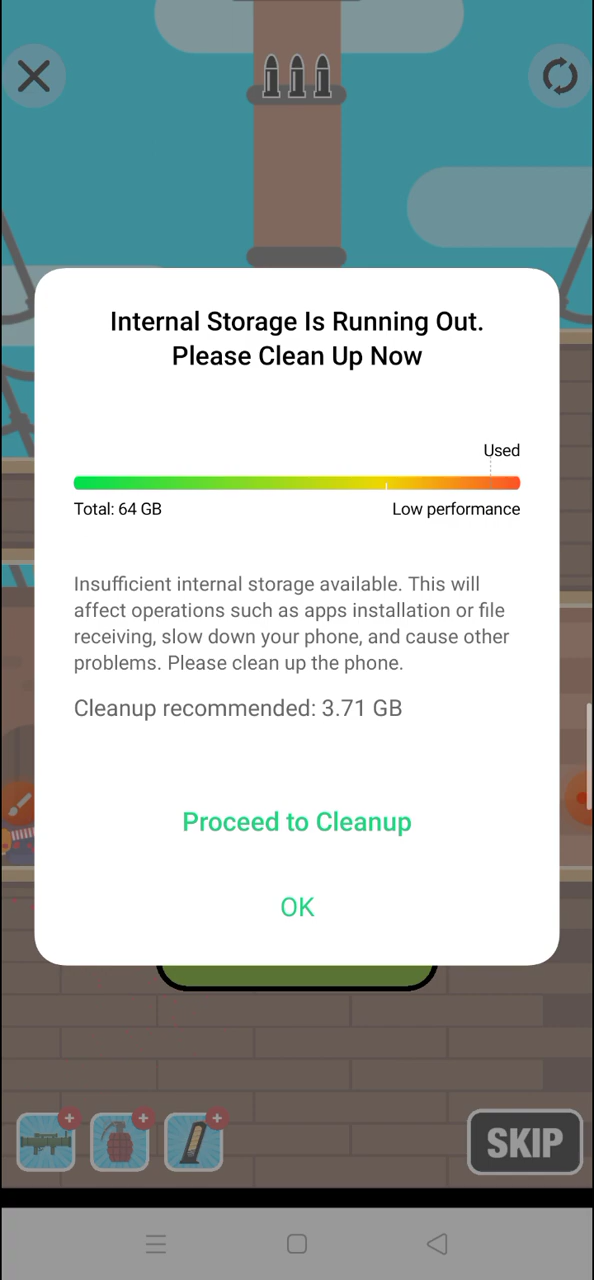 Internal Storage Is Running Out.
Please Clean Up Now
Used
Total: 64 GB
Low performance
Insufficient internal storage available. This will
affect operations such as apps installation or file
receiving, slow down your phone, and cause other
problems. Please clean up the phone.
Cleanup recommended: 3.71 GB
Proceed to Cleanup
OK
SKIP